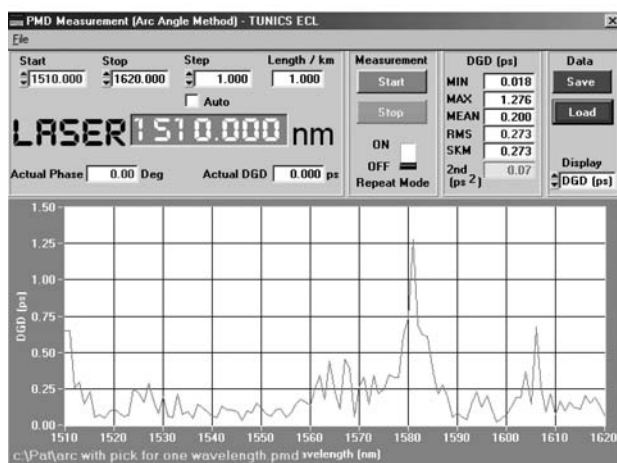 PMD Measurement (Arc Angle Method) - TUNICS ECL
File
Start Stop Step Length / km
1510.000 1620.000 1.000 1.000
Auto
LASER 1510.000 nm
Actual Phase 0.00 Deg Actual DGD 0.000 ps
Measurement
Start
Stop
ON
OFF
Repeat Mode
DGD (ps)
MIN 0.018
MAX 1.276
MEAN 0.200
RMS 0.273
SKM 0.273
2nd (ps 2) 0.07
Data
Save
Load
Display
DGD (ps)
1.50
1.25
1.00
0.75
0.50
0.25
0.00
DGD (ps)
1510 1520 1530 1540 1550 1560 1570 1580 1590 1600 1610 1620
c:\Pat\arc with pick for one wavelength.pmd avelength (nm)